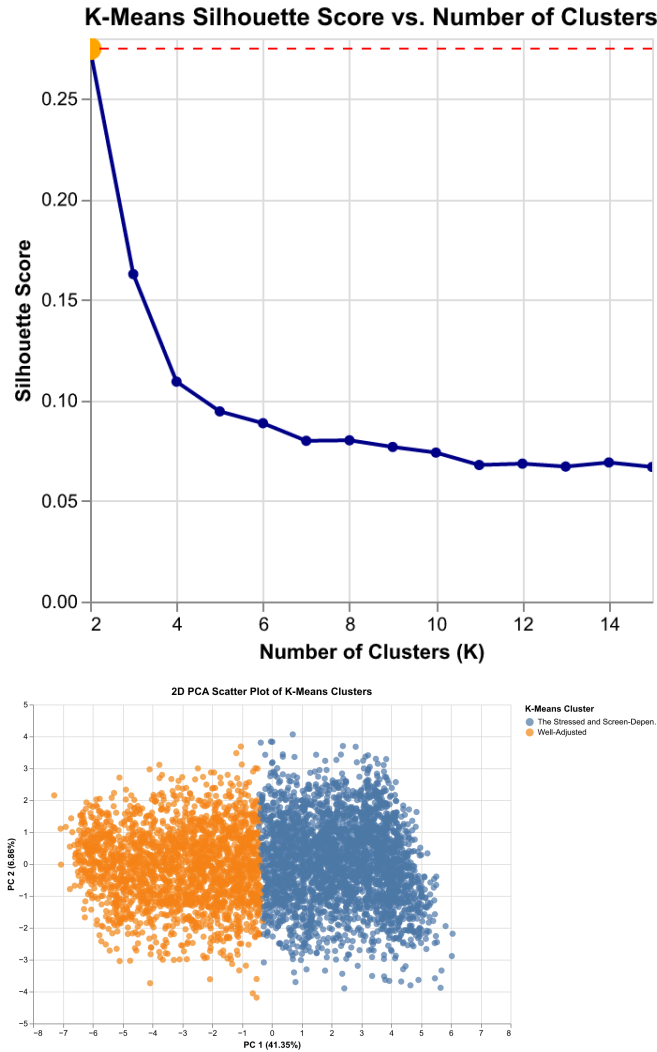 K-Means Silhouette Score vs. Number of Clusters
Silhouette Score
0.25
0.20
0.15
0.10
0.05
0.00
2 4 6 8 10 12 14
Number of Clusters (K)
2D PCA Scatter Plot of K-Means Clusters
K-Means Cluster
The Stressed and Screen-Depen.
Well-Adjusted
PC 2 (6.86%)
5
4
3
2
1
0
−1
−2
−3
−4
−5
−8 −7 −6 −5 −4 −3 −2 −1 0 1 2 3 4 5 6 7 8
PC 1 (41.35%)